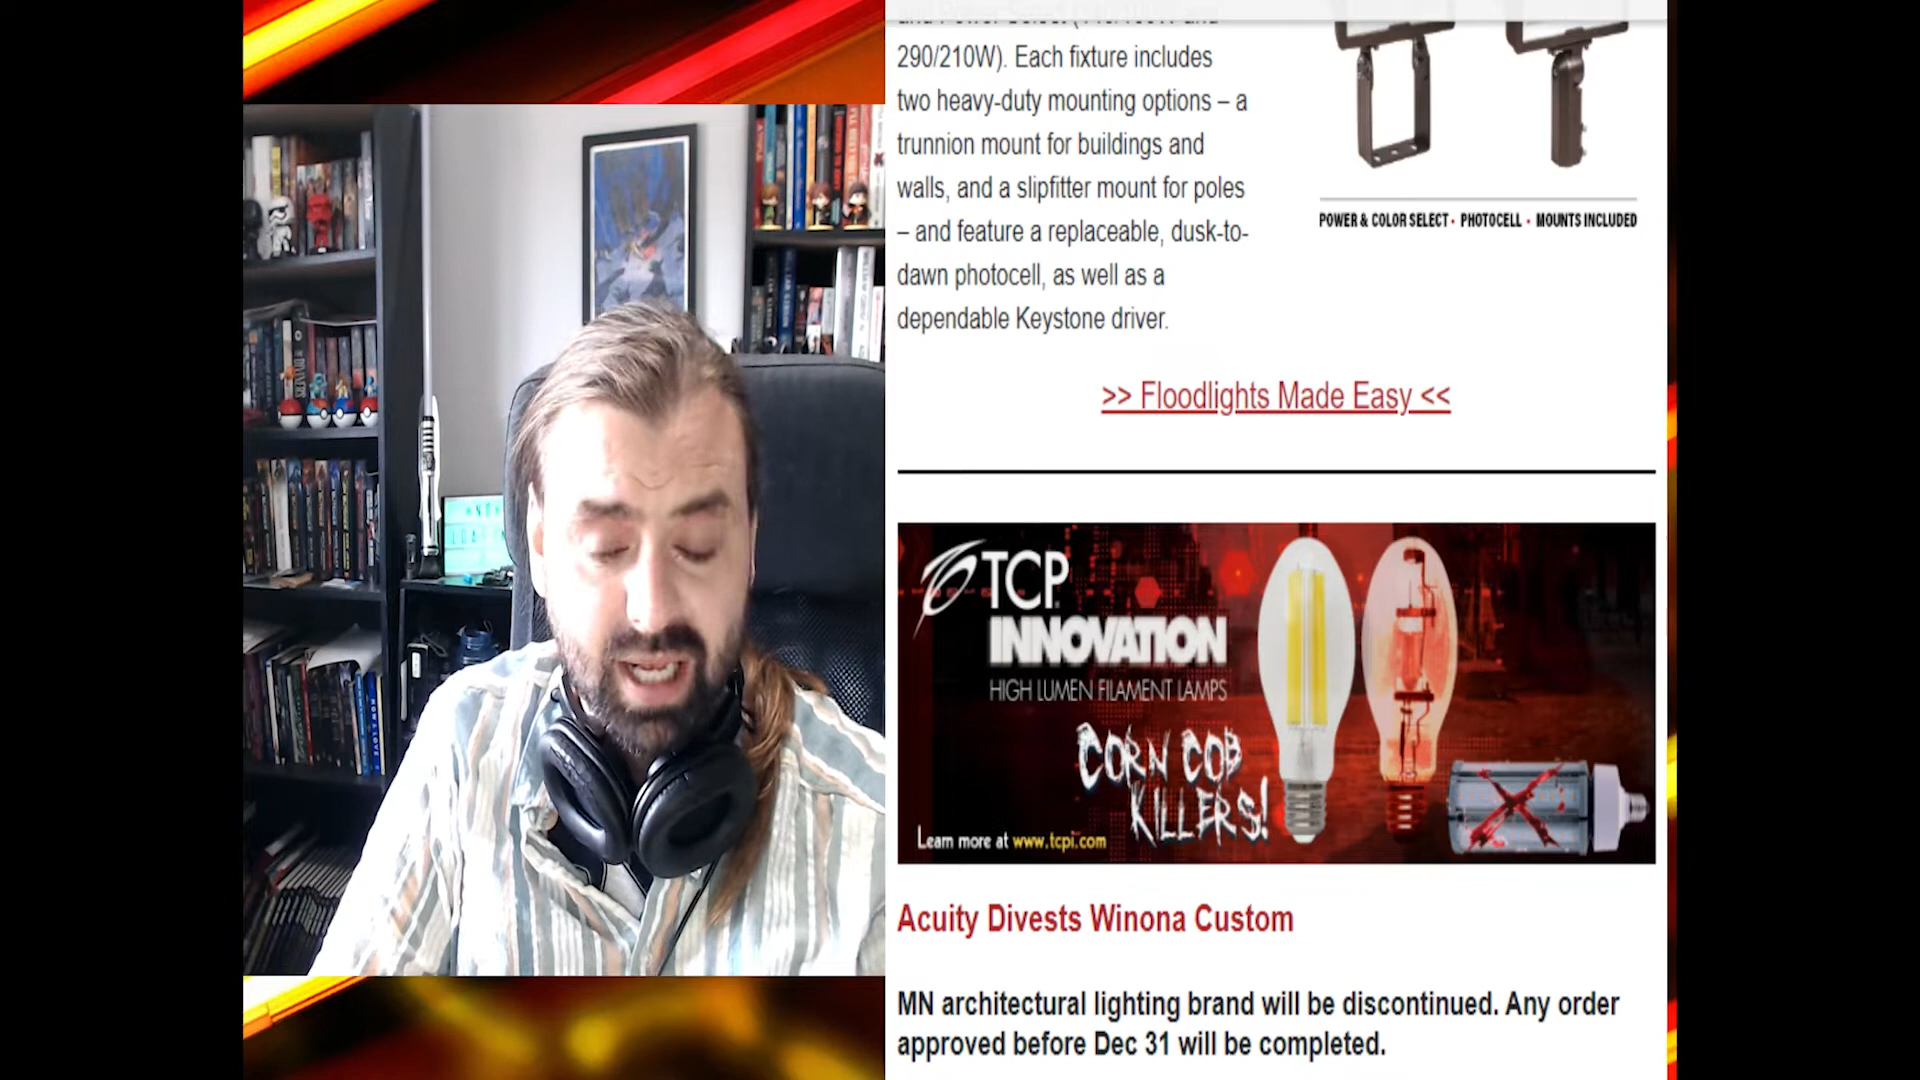 290/210W). Each fixture includes
two heavy-duty mounting options – a
trunnion mount for buildings and
walls, and a slipfitter mount for poles
– and feature a replaceable, dusk-to-
dawn photocell, as well as a
dependable Keystone driver.
POWER & COLOR SELECT • PHOTOCELL • MOUNTS INCLUDED
>> Floodlights Made Easy <<
TCP
INNOVATION
HIGH LUMEN FILAMENT LAMPS
CORN COB
KILLERS!
Learn more at www.tcpi.com
Acuity Divests Winona Custom
MN architectural lighting brand will be discontinued. Any order
approved before Dec 31 will be completed.